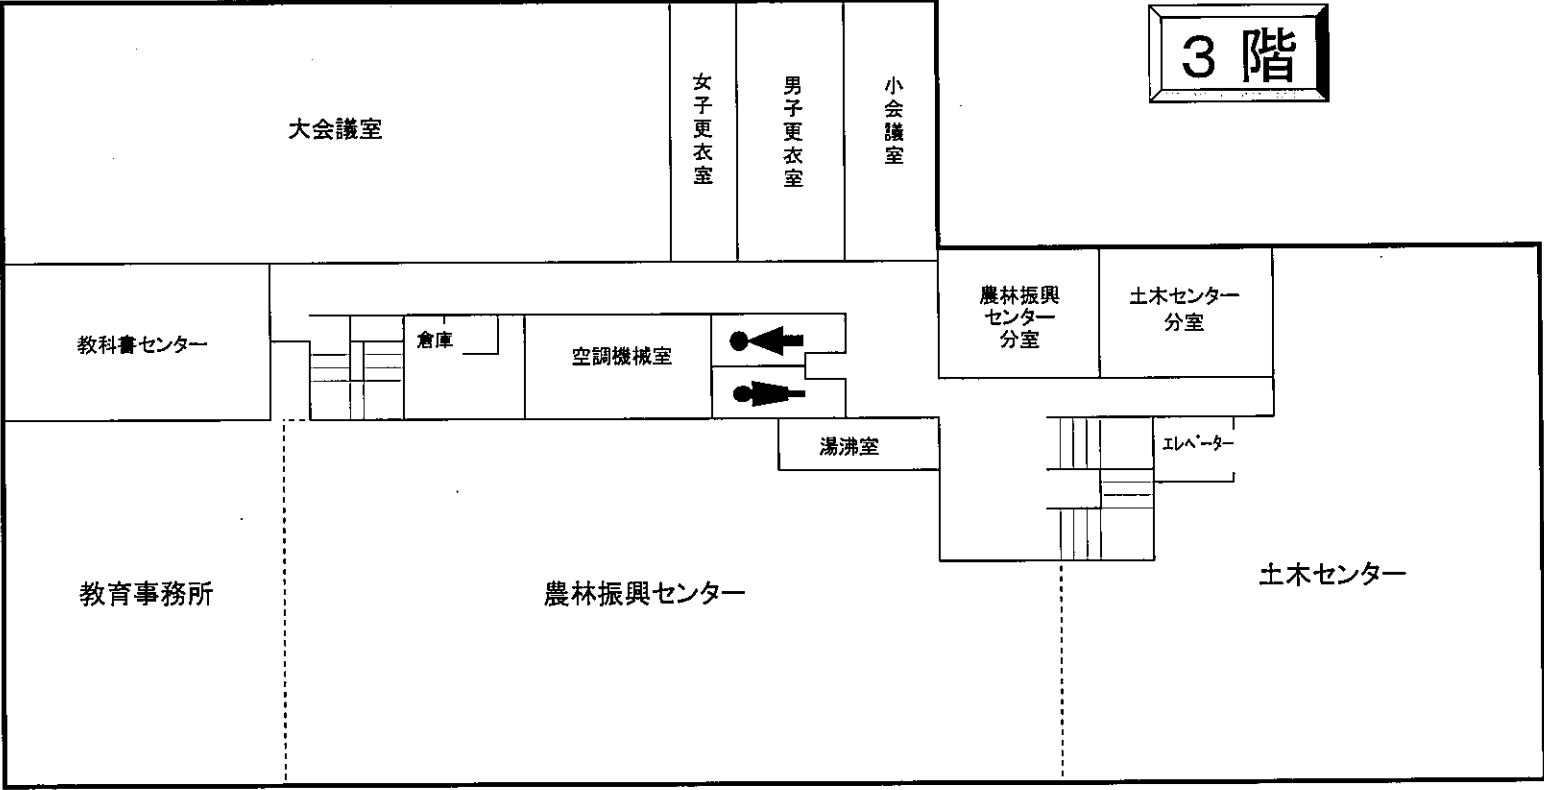 3 階
大会議室
女子更衣室
男子更衣室
小会議室
農林振興
センター
分室
土木センター
分室
教科書センター
倉庫
空調機械室
湯沸室
エレベーター
教育事務所
農林振興センター
土木センター